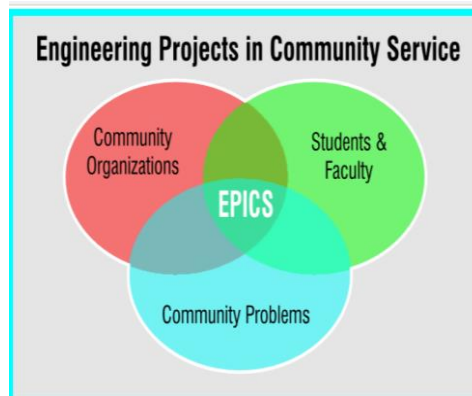 Engineering Projects in Community Service
Community
Organizations
Students &
Faculty
EPICS
Community Problems